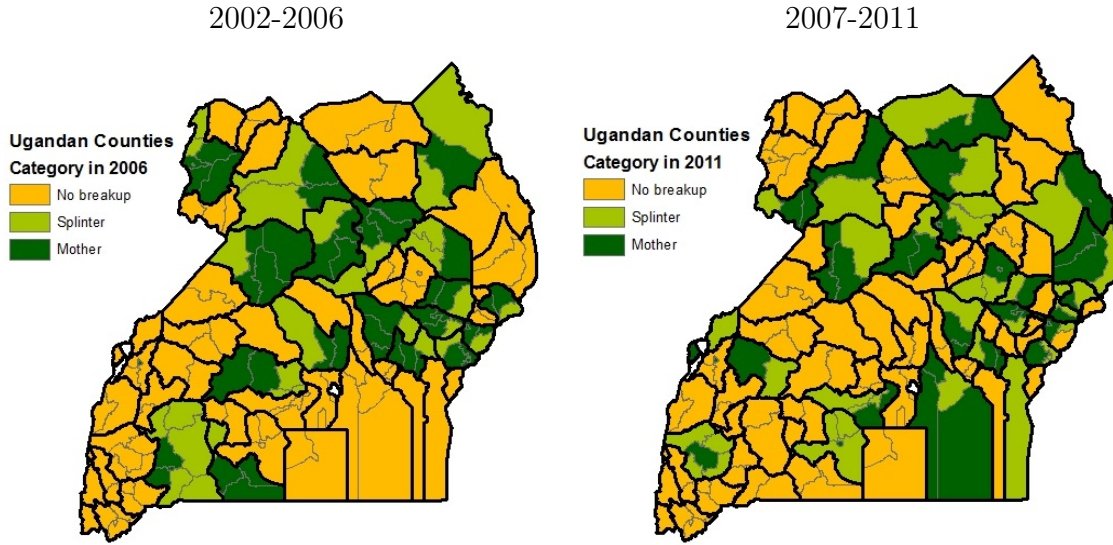 2002-2006
2007-2011
Ugandan Counties
Category in 2006
No breakup
Splinter
Mother
Ugandan Counties
Category in 2011
No breakup
Splinter
Mother